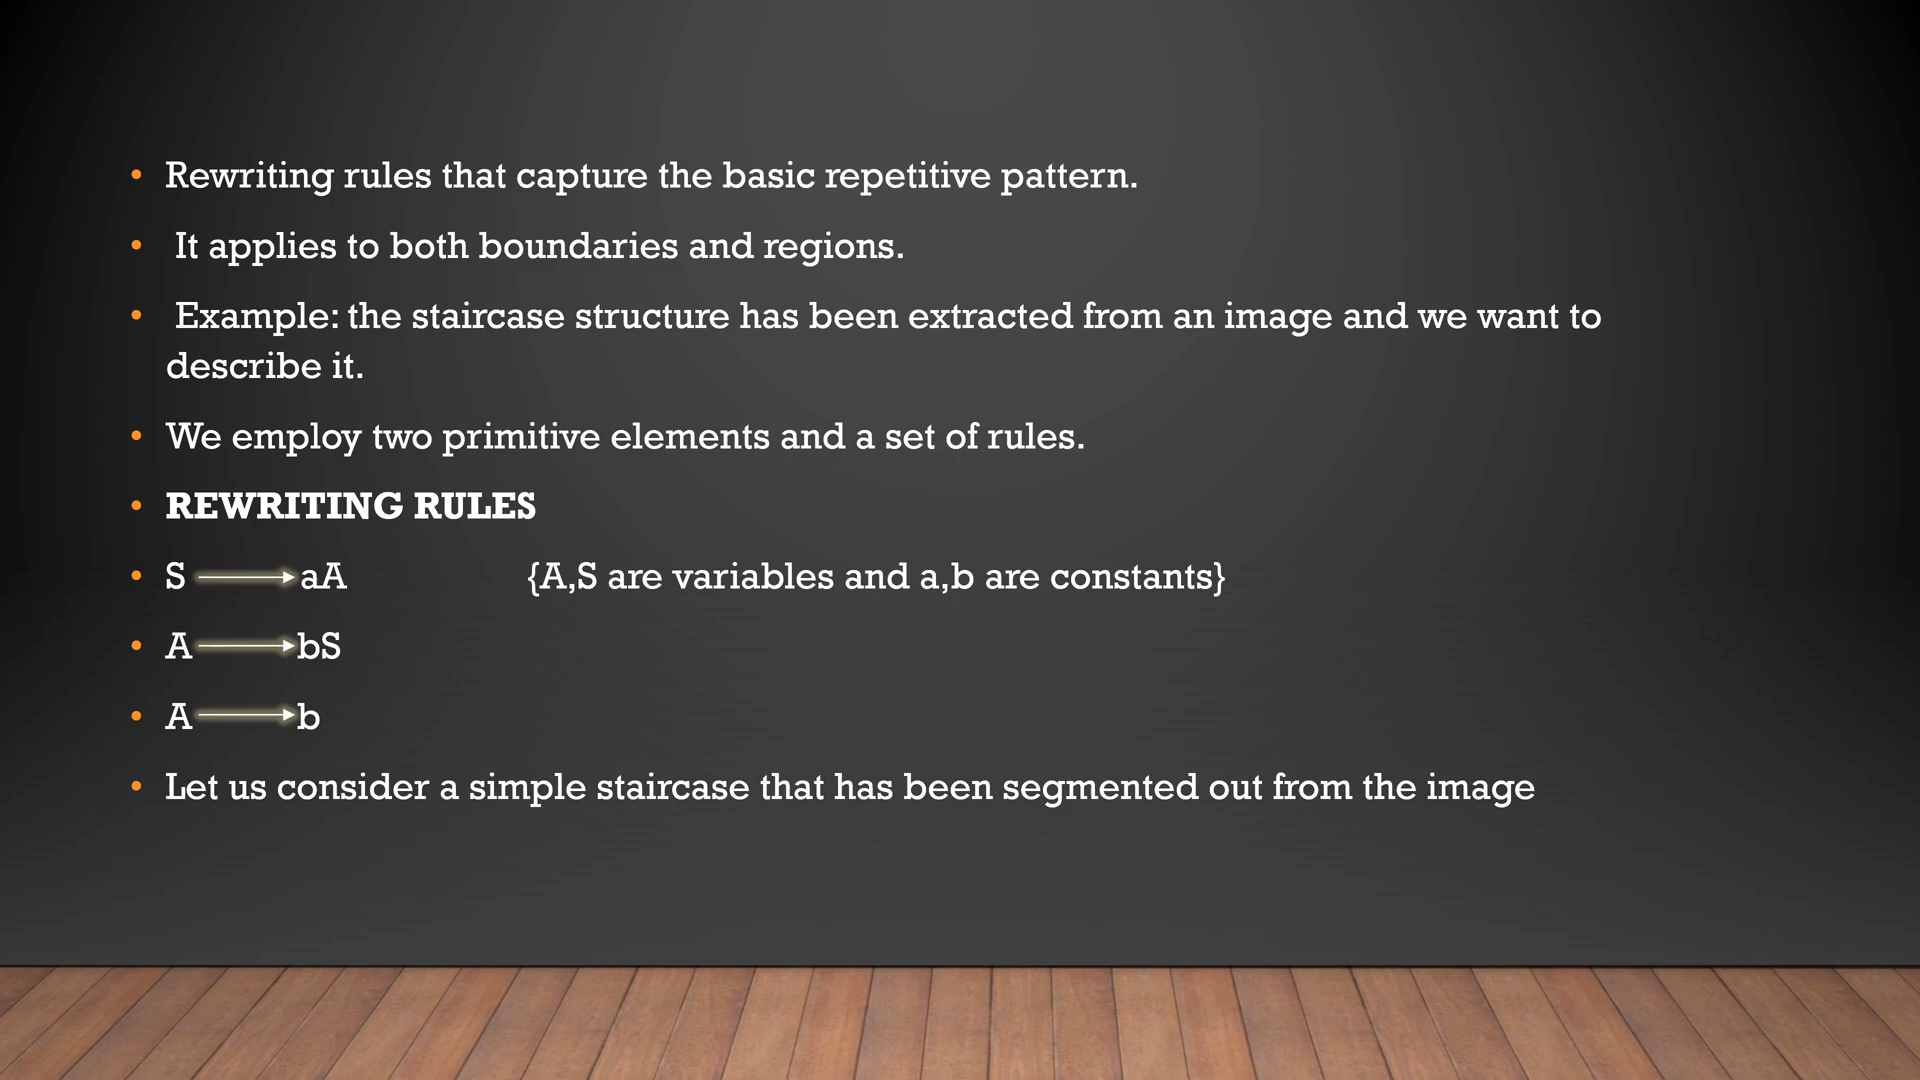 • Rewriting rules that capture the basic repetitive pattern.
• It applies to both boundaries and regions.
• Example: the staircase structure has been extracted from an image and we want to
describe it.
• We employ two primitive elements and a set of rules.
• REWRITING RULES
• S → aA {A,S are variables and a,b are constants}
• A → bS
• A → b
• Let us consider a simple staircase that has been segmented out from the image